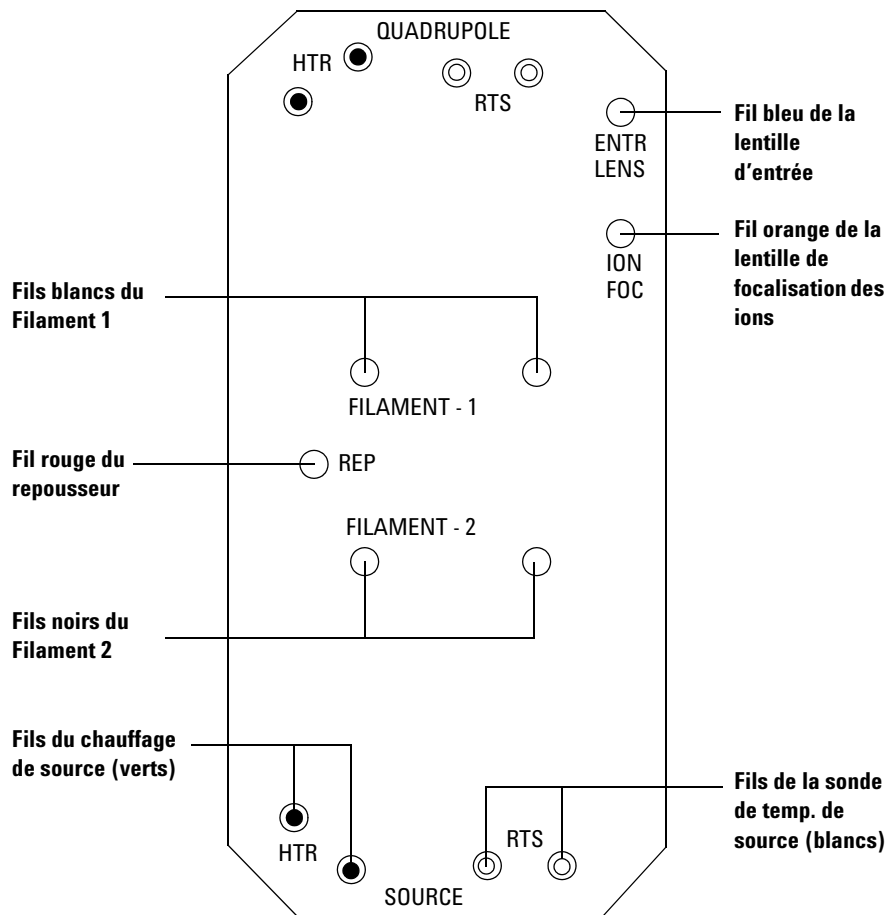 QUADRUPOLE
HTR
RTS
ENTR
LENS
Fil bleu de la
lentille
d'entrée
ION
FOC
Fil orange de la
lentille de
focalisation des
ions
Fils blancs du
Filament 1
FILAMENT - 1
Fil rouge du
repousseur
REP
FILAMENT - 2
Fils noirs du
Filament 2
Fils du chauffage
de source (verts)
HTR
RTS
SOURCE
Fils de la sonde
de temp. de
source (blancs)